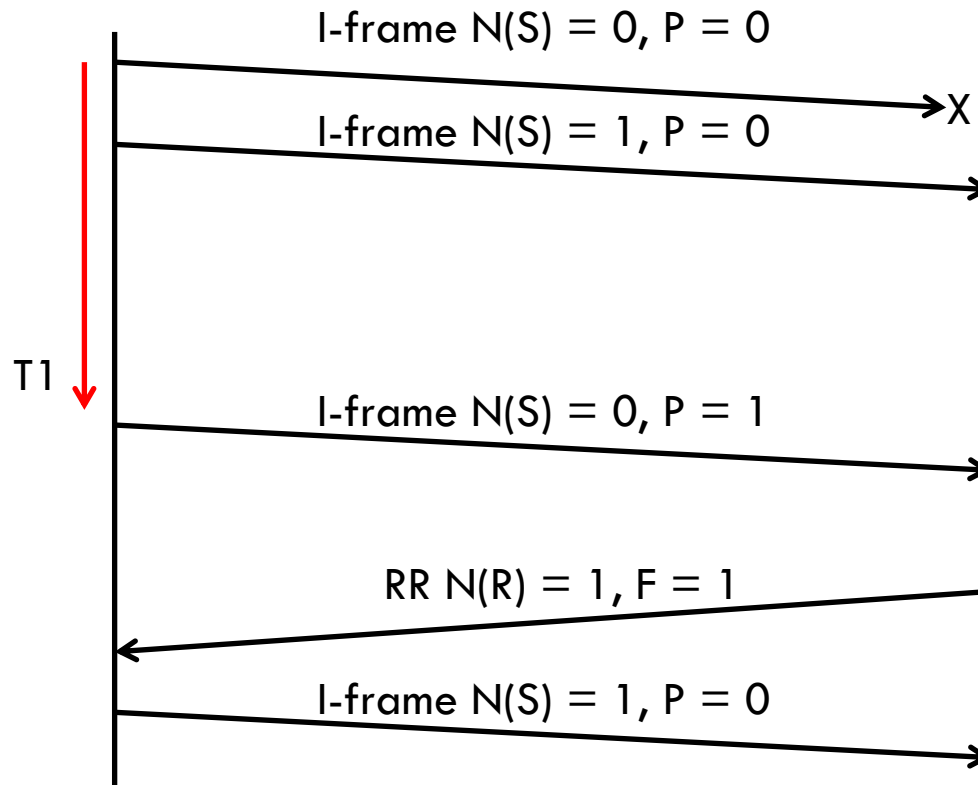 I-frame N(S) = 0, P = 0
X
I-frame N(S) = 1, P = 0
T1
I-frame N(S) = 0, P = 1
RR N(R) = 1, F = 1
I-frame N(S) = 1, P = 0